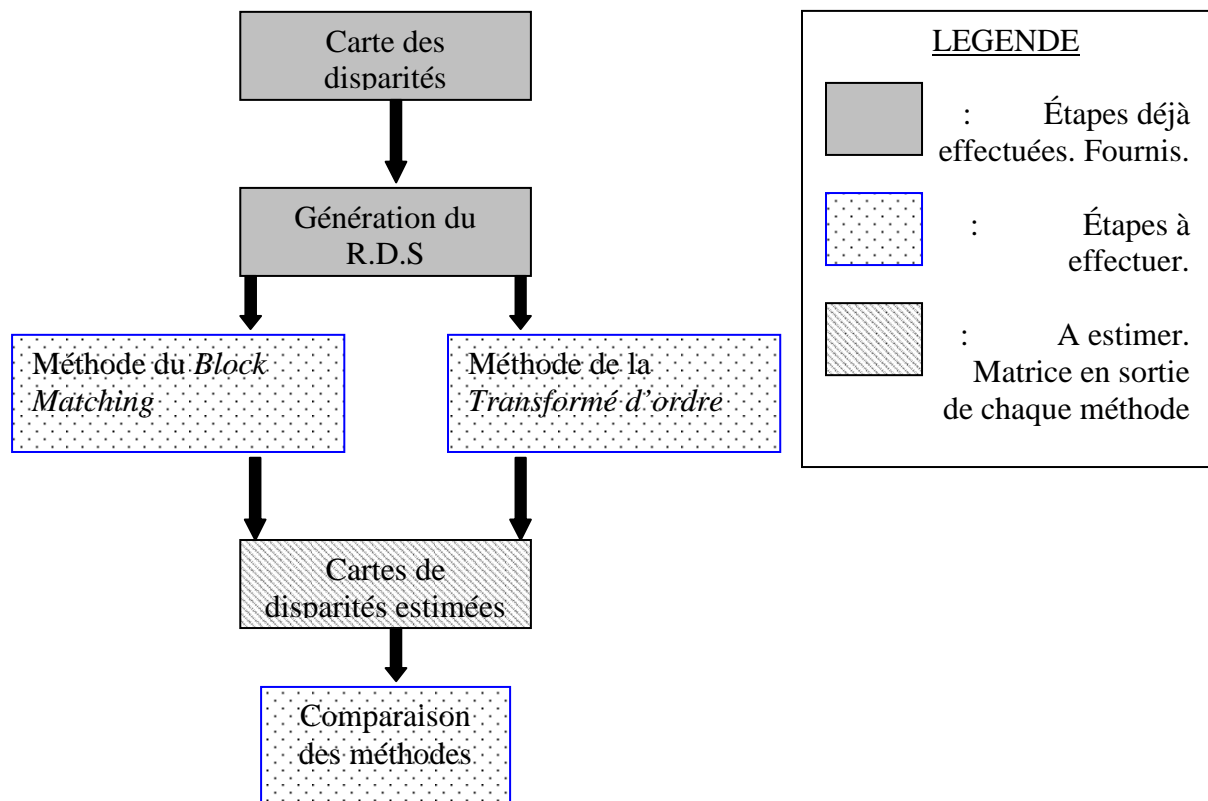 Carte des
disparités
Génération du
R.D.S
Méthode du Block
Matching
Méthode de la
Transformé d'ordre
Cartes de
disparités estimées
Comparaison
des méthodes
LEGENDE
: Étapes déjà
effectuées. Fournis.
: Étapes à
effectuer.
: A estimer.
Matrice en sortie
de chaque méthode